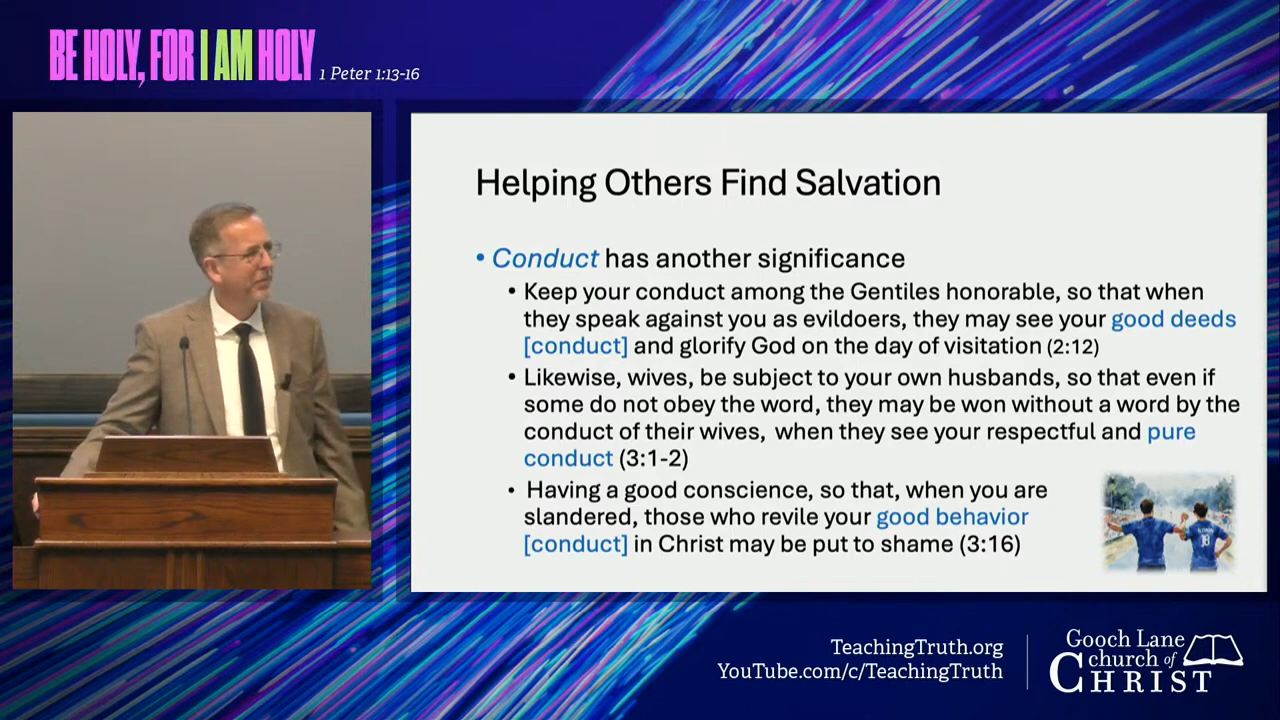 BE HOLY, FOR I AM HOLY 1 Peter 1:13-16
Helping Others Find Salvation
• Conduct has another significance
• Keep your conduct among the Gentiles honorable, so that when
they speak against you as evildoers, they may see your good deeds
[conduct] and glorify God on the day of visitation (2:12)
• Likewise, wives, be subject to your own husbands, so that even if
some do not obey the word, they may be won without a word by the
conduct of their wives, when they see your respectful and pure
conduct (3:1-2)
• Having a good conscience, so that, when you are
slandered, those who revile your good behavior
[conduct] in Christ may be put to shame (3:16)
18
TeachingTruth.org
YouTube.com/c/TeachingTruth
Gooch Lane
church of
CHRIST